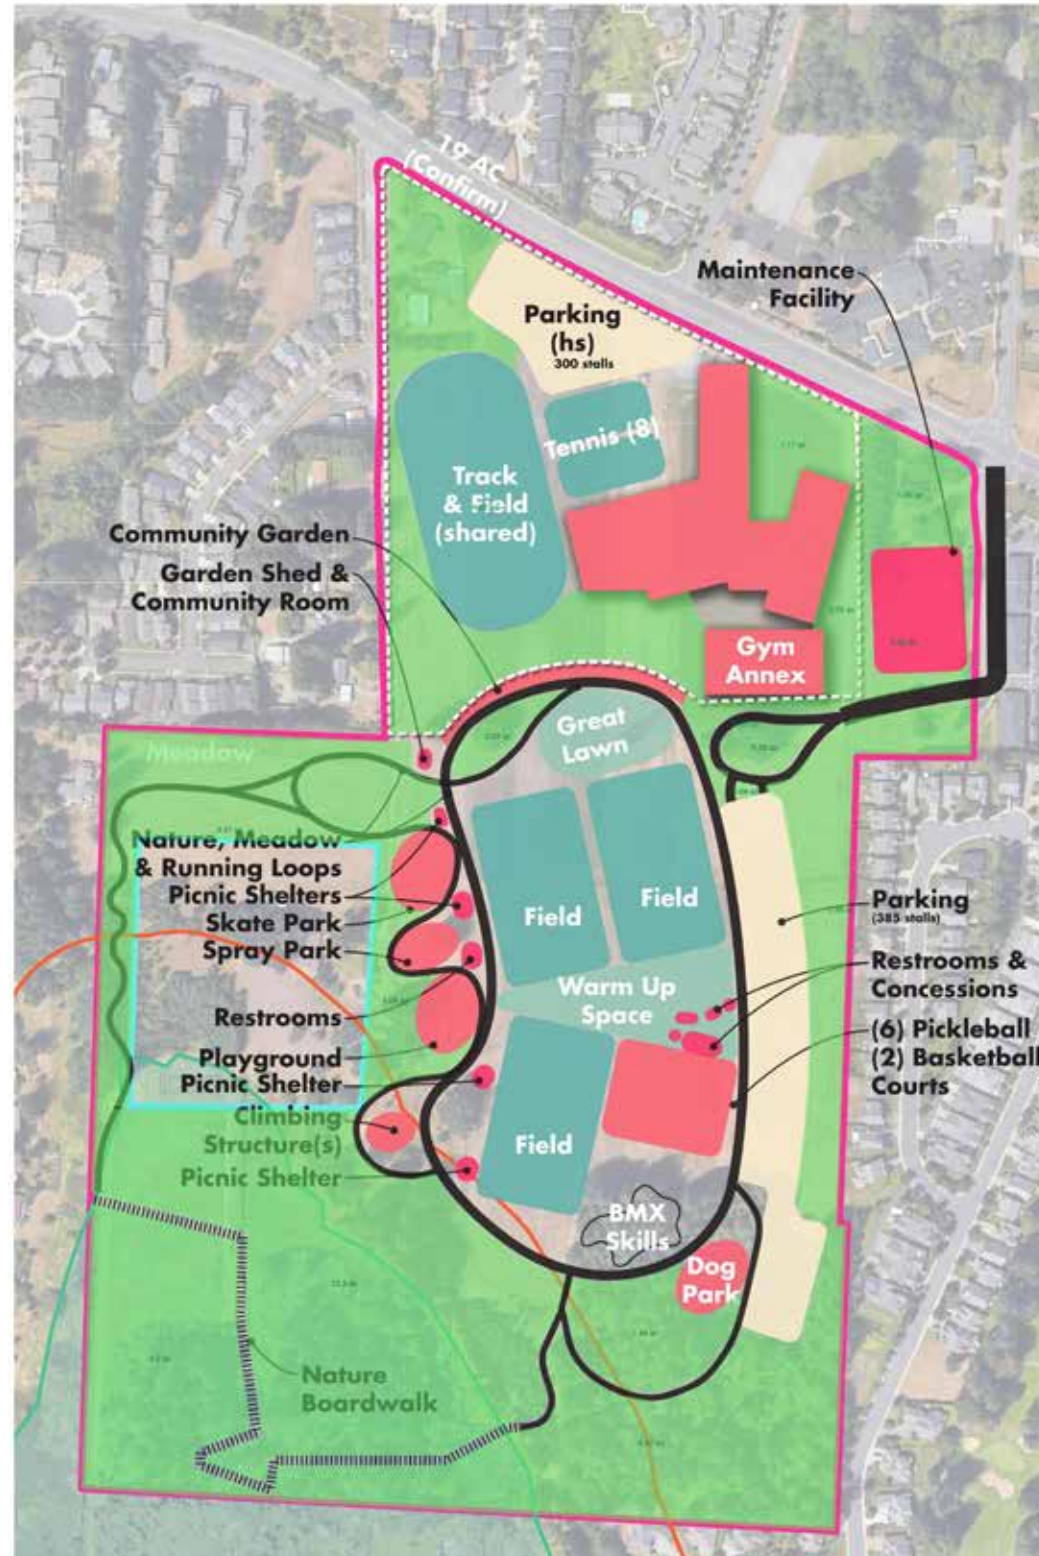 19 AC
(Confirm)
Maintenance
Facility
Parking
(hs)
300 stalls
Tennis (8)
Track
& Field
(shared)
Community Garden
Garden Shed &
Community Room
Gym
Annex
Great
Lawn
Meadow
Nature, Meadow
& Running Loops
Picnic Shelters
Skate Park
Spray Park
Field
Field
Parking
(385 stalls)
Warm Up
Space
Restrooms &
Concessions
Restrooms
(6) Pickleball
(2) Basketball
Courts
Playground
Picnic Shelter
Climbing
Structure(s)
Field
Picnic Shelter
BMX
Skills
Dog
Park
Nature
Boardwalk